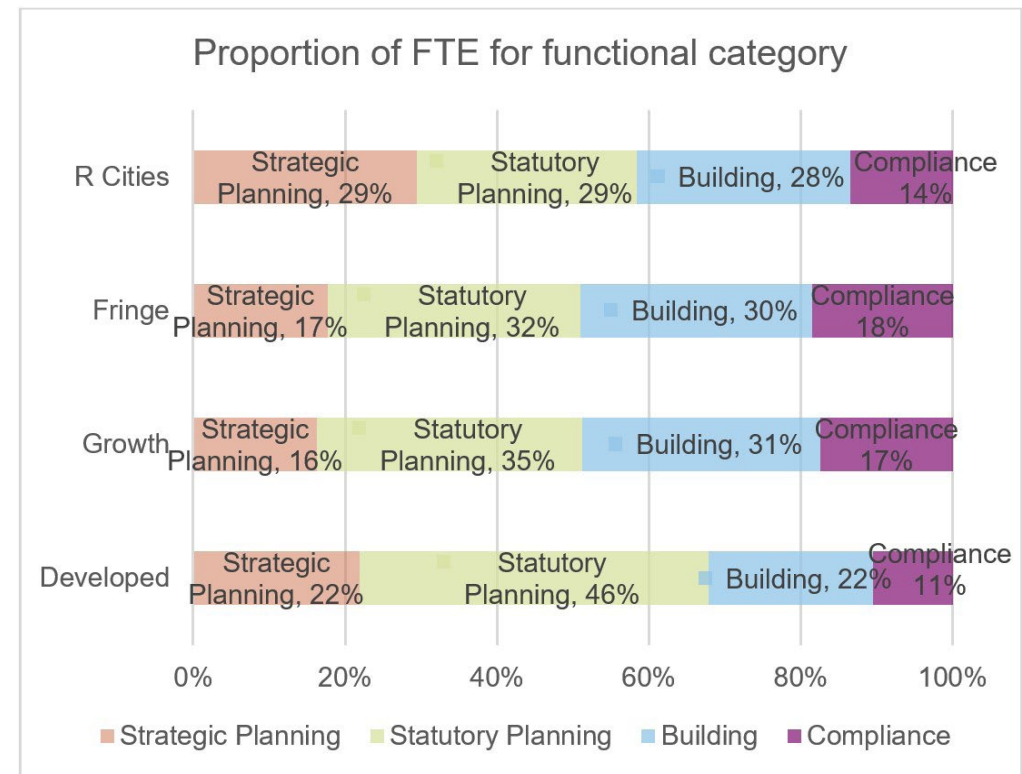 Proportion of FTE for functional category
R Cities
Strategic
Planning, 29%
Statutory
Planning, 29%
Building, 28%
Compliance
14%
Fringe
Strategic
Planning, 17%
Statutory
Planning, 32%
Building, 30%
Compliance
18%
Growth
Strategic
Planning, 16%
Statutory
Planning, 35%
Building, 31%
Compliance
17%
Developed
Strategic
Planning, 22%
Statutory
Planning, 46%
Building, 22%
Compliance
11%
0% 20% 40% 60% 80% 100%
Strategic Planning Statutory Planning Building Compliance